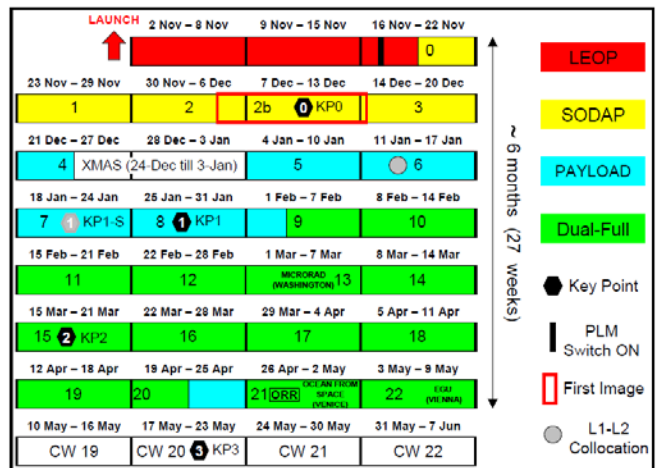 LAUNCH
2 Nov – 8 Nov 9 Nov – 15 Nov 16 Nov – 22 Nov
0
23 Nov – 29 Nov 30 Nov – 6 Dec 7 Dec – 13 Dec 14 Dec – 20 Dec
1 2 2b 0 KP0 3
21 Dec – 27 Dec 28 Dec – 3 Jan 4 Jan – 10 Jan 11 Jan – 17 Jan
4 XMAS (24-Dec till 3-Jan) 5 6
18 Jan – 24 Jan 25 Jan – 31 Jan 1 Feb – 7 Feb 8 Feb – 14 Feb
7 1 KP1-S 8 1 KP1 9 10
15 Feb – 21 Feb 22 Feb – 28 Feb 1 Mar – 7 Mar 8 Mar – 14 Mar
11 12 MICRORAD (WASHINGTON) 13 14
15 Mar – 21 Mar 22 Mar – 28 Mar 29 Mar – 4 Apr 5 Apr – 11 Apr
15 2 KP2 16 17 18
12 Apr – 18 Apr 19 Apr – 25 Apr 26 Apr – 2 May 3 May – 9 May
19 20 21 ORR OCEAN FROM SPACE (VENICE) 22 EGU (VIENNA)
10 May – 16 May 17 May – 23 May 24 May – 30 May 31 May – 7 Jun
CW 19 CW 20 3 KP3 CW 21 CW 22
~ 6 months (27 weeks)
LEOP
SODAP
PAYLOAD
Dual-Full
Key Point
PLM
Switch ON
First Image
L1-L2
Collocation